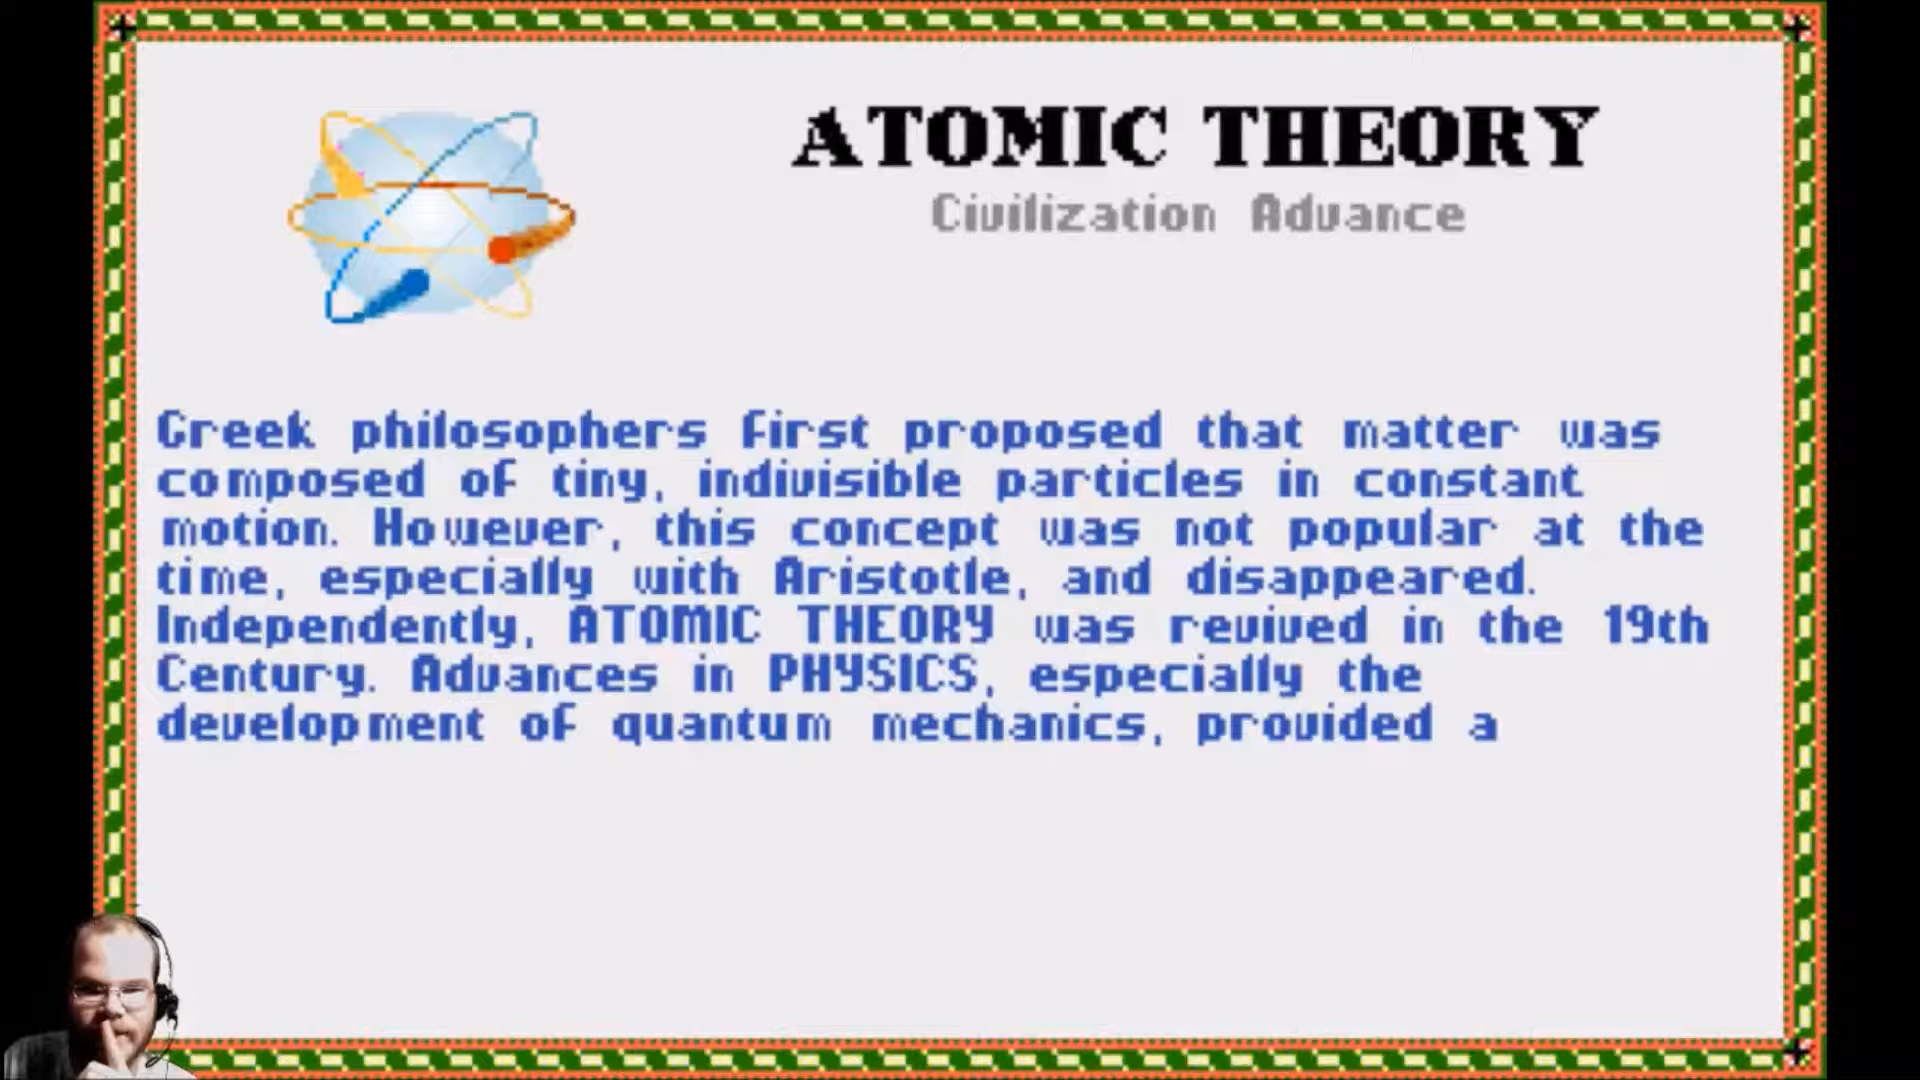 ATOMIC THEORY
Civilization Advance
Greek philosophers first proposed that matter was
composed of tiny, indivisible particles in constant
motion. However, this concept was not popular at the
time, especially with Aristotle, and disappeared.
Independently, ATOMIC THEORY was revived in the 19th
Century. Advances in PHYSICS, especially the
development of quantum mechanics, provided a